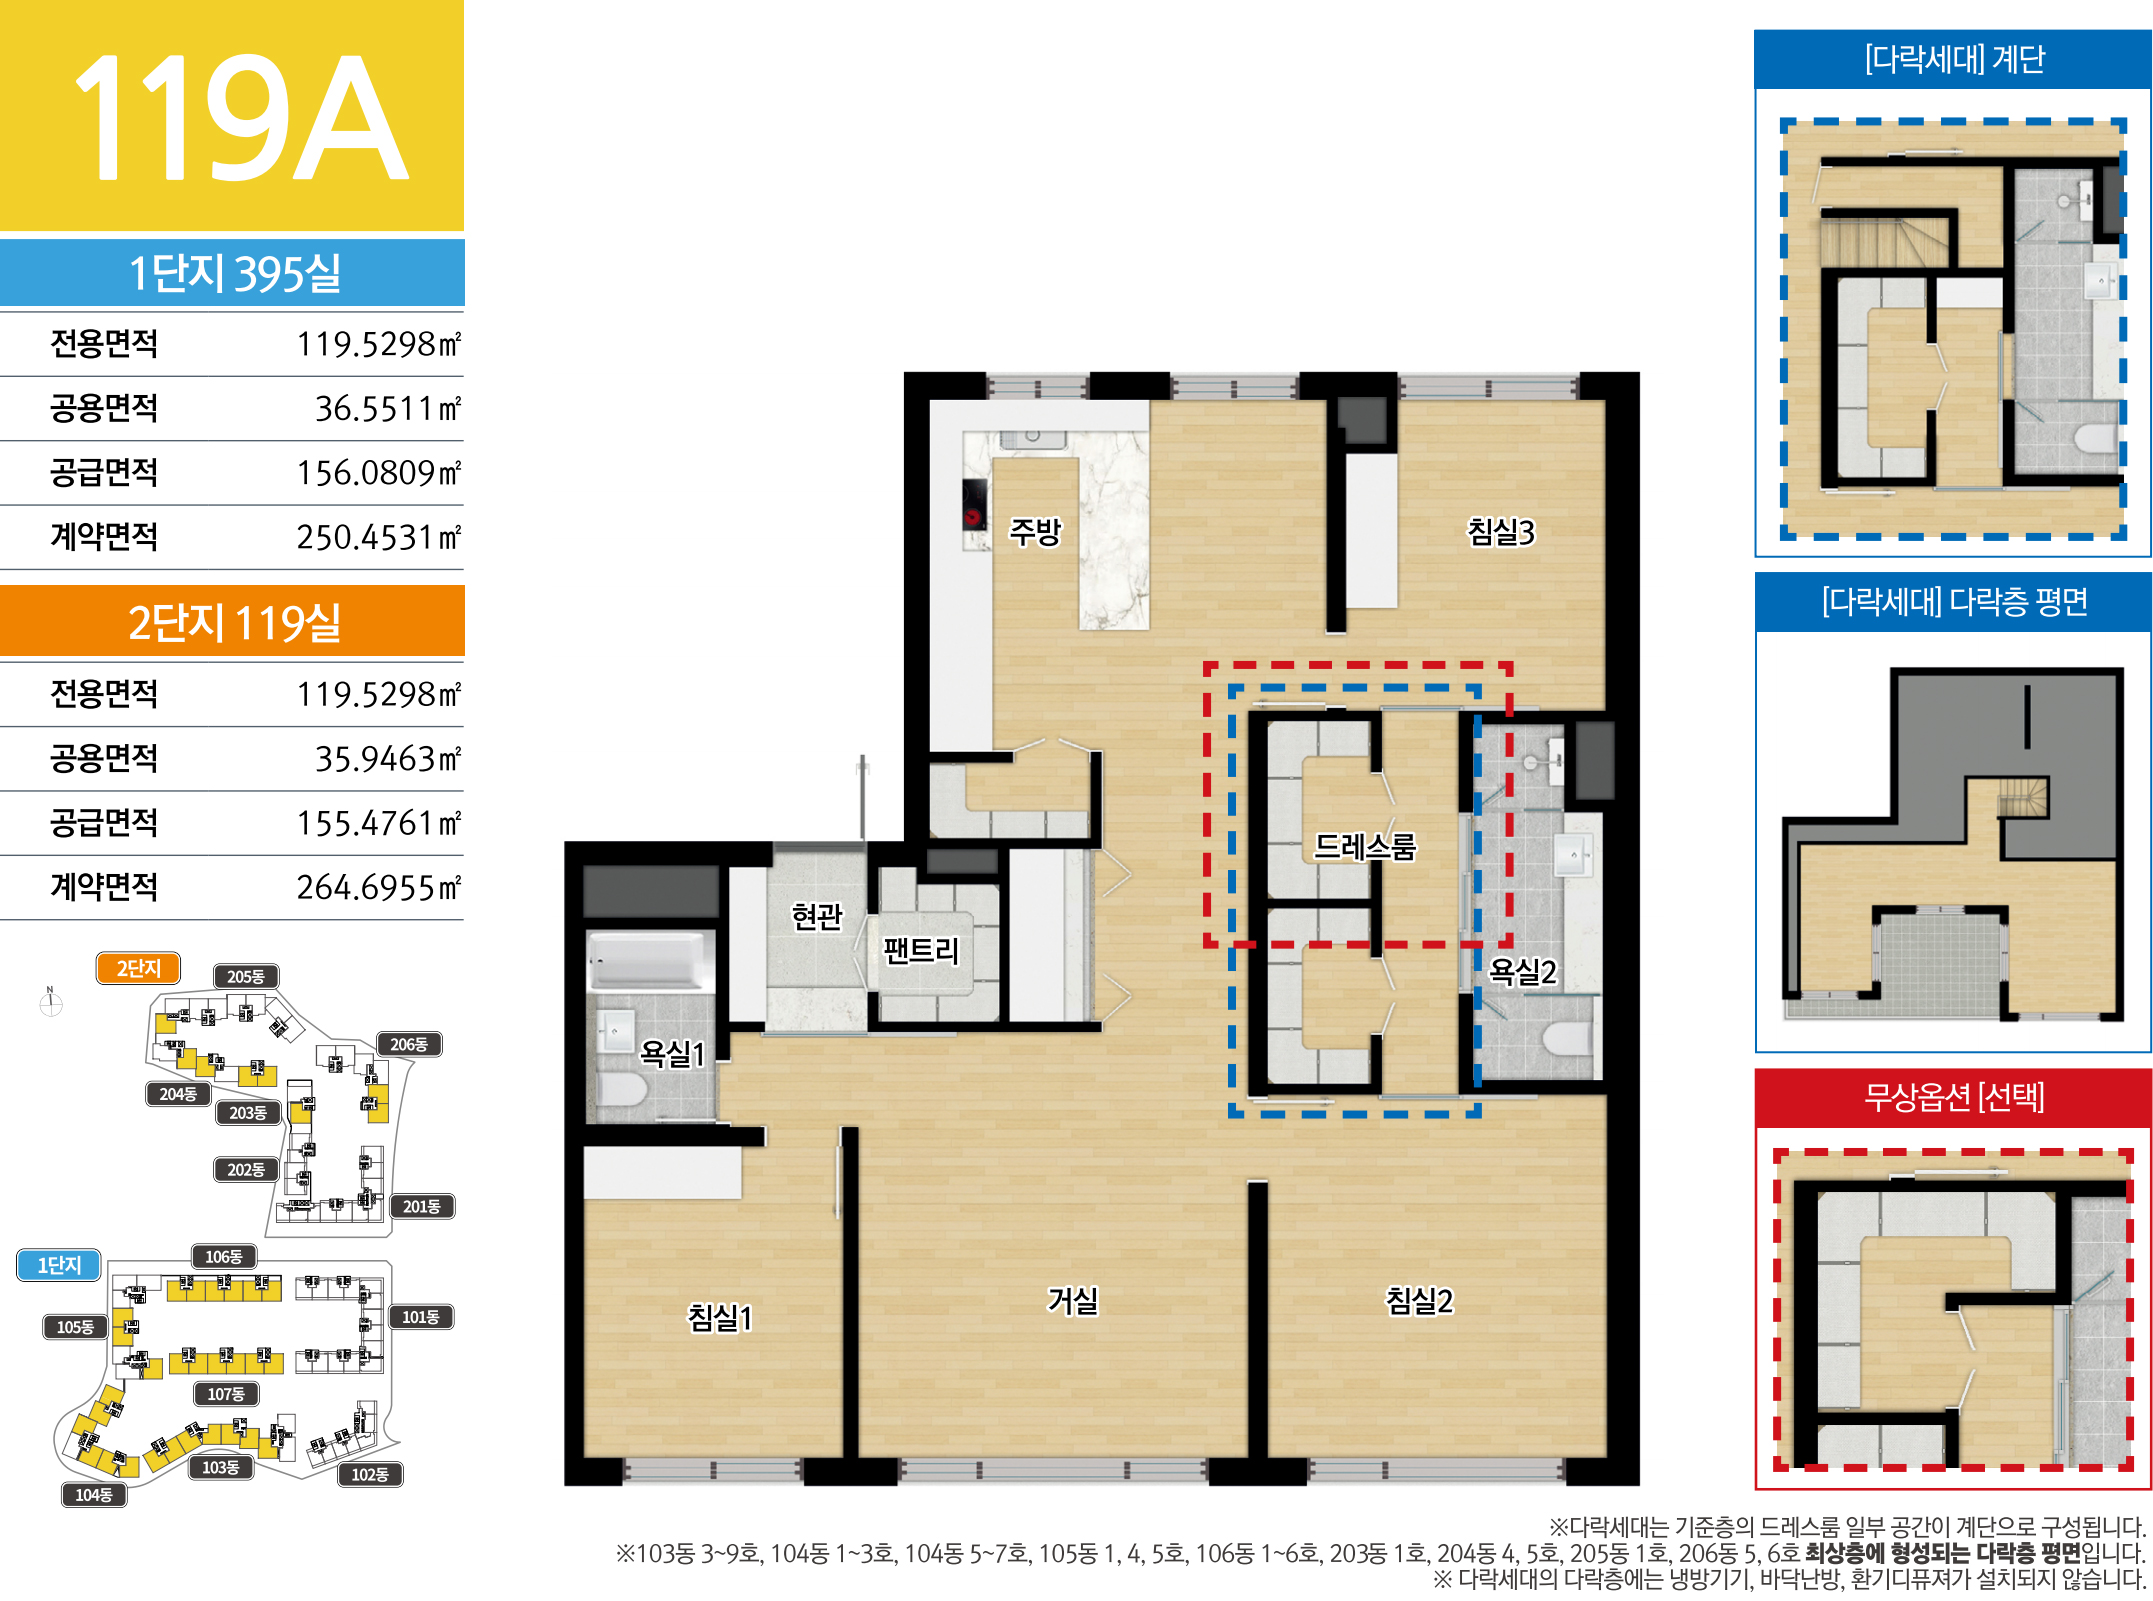 119A
1단지 395실
전용면적 119.5298㎡
공용면적 36.5511㎡
공급면적 156.0809㎡
계약면적 250.4531㎡
2단지 119실
전용면적 119.5298㎡
공용면적 35.9463㎡
공급면적 155.4761㎡
계약면적 264.6955㎡
2단지
205동
N
206동
204동
203동
202동
201동
106동
1단지
101동
105동
107동
103동
102동
104동
주방
침실3
드레스룸
현관
팬트리
욕실2
욕실1
침실1
거실
침실2
[다락세대] 계단
[다락세대] 다락층 평면
무상옵션 [선택]
※다락세대는 기준층의 드레스룸 일부 공간이 계단으로 구성됩니다.
※103동 3~9호, 104동 1~3호, 104동 5~7호, 105동 1, 4, 5호, 106동 1~6호, 203동 1호, 204동 4, 5호, 205동 1호, 206동 5, 6호 최상층에 형성되는 다락층 평면입니다.
※ 다락세대의 다락층에는 냉방기기, 바닥난방, 환기디퓨져가 설치되지 않습니다.